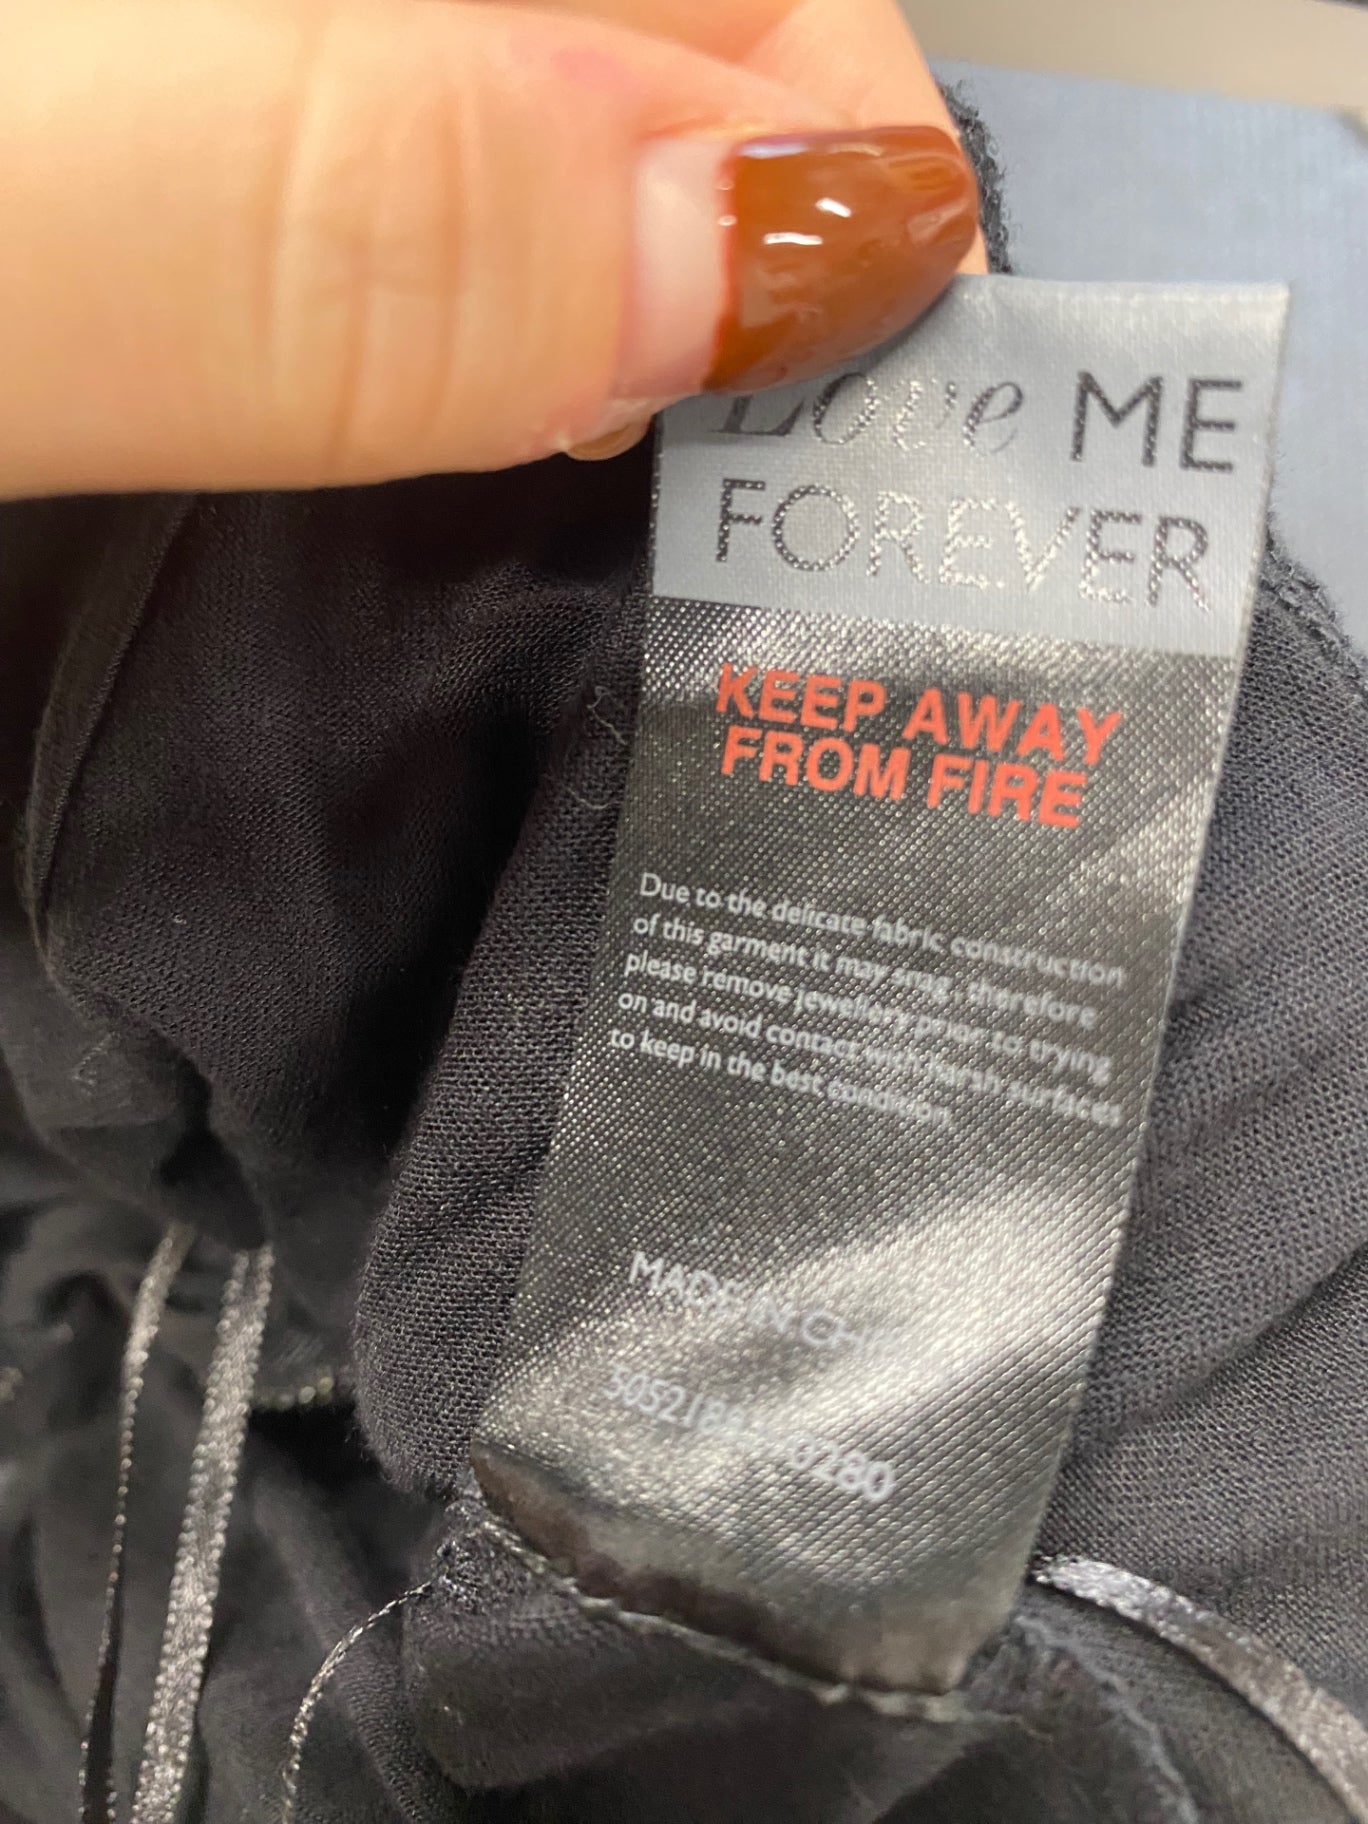 Love ME
FOREVER
KEEP AWAY
FROM FIRE
Due to the delicate fabric construction
of this garment it may snag, therefore
please remove jewellery prior to trying
on and avoid contact with harsh surfaces
to keep in the best condition.
MADE IN